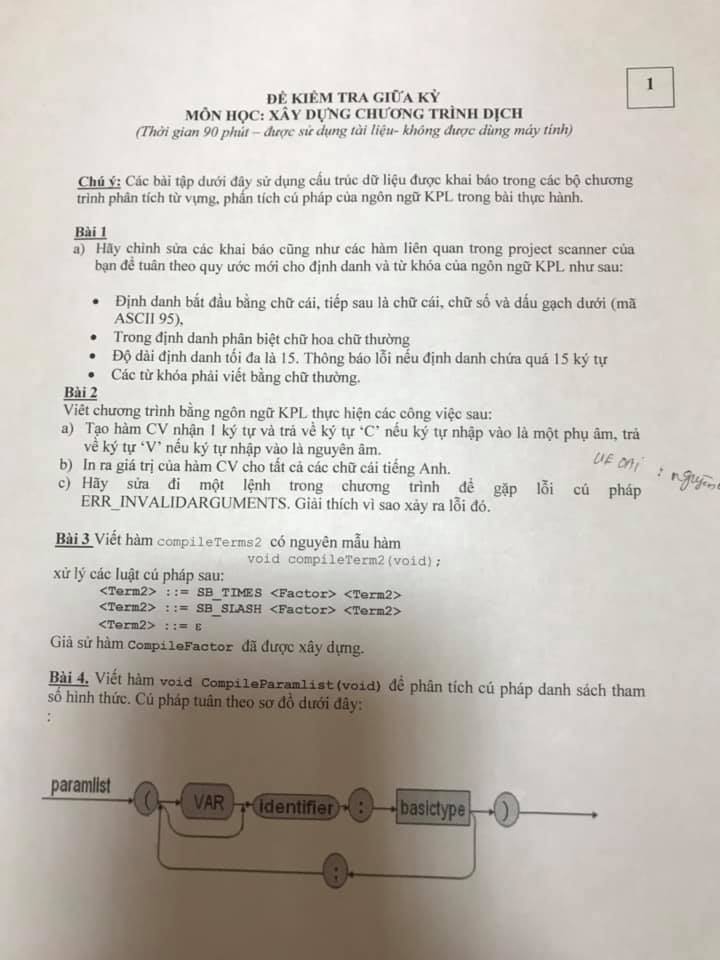 1
ĐỀ KIỂM TRA GIỮA KỲ
MÔN HỌC: XÂY DỰNG CHƯƠNG TRÌNH DỊCH
(Thời gian 90 phút – được sử dụng tài liệu- không được dùng máy tính)
Chú ý: Các bài tập dưới đây sử dụng cấu trúc dữ liệu được khai báo trong các bộ chương
trình phân tích từ vựng, phân tích cú pháp của ngôn ngữ KPL trong bài thực hành.
Bài 1
a) Hãy chỉnh sửa các khai báo cũng như các hàm liên quan trong project scanner của
bạn để tuân theo quy ước mới cho định danh và từ khóa của ngôn ngữ KPL như sau:
• Định danh bắt đầu bằng chữ cái, tiếp sau là chữ cái, chữ số và dấu gạch dưới (mã
ASCII 95),
• Trong định danh phân biệt chữ hoa chữ thường
• Độ dài định danh tối đa là 15. Thông báo lỗi nếu định danh chứa quá 15 ký tự
• Các từ khóa phải viết bằng chữ thường.
Bài 2
Viết chương trình bằng ngôn ngữ KPL thực hiện các công việc sau:
a) Tạo hàm CV nhận 1 ký tự và trả về ký tự ‘C’ nếu ký tự nhập vào là một phụ âm, trả
về ký tự ‘V’ nếu ký tự nhập vào là nguyên âm.
b) In ra giá trị của hàm CV cho tất cả các chữ cái tiếng Anh.
UE OAI :
c) Hãy sửa đi một lệnh trong chương trình để gặp lỗi cú pháp
ERR_INVALIDARGUMENTS. Giải thích vì sao xảy ra lỗi đó.
Bài 3 Viết hàm compileTerms2 có nguyên mẫu hàm
void compileTerm2(void);
xử lý các luật cú pháp sau:
<Term2> ::= SB_TIMES <Factor> <Term2>
<Term2> ::= SB_SLASH <Factor> <Term2>
<Term2> ::= ε
Giả sử hàm CompileFactor đã được xây dựng.
Bài 4. Viết hàm void CompileParamlist(void) để phân tích cú pháp danh sách tham
số hình thức. Cú pháp tuân theo sơ đồ dưới đây:
:
paramlist
( VAR identifier : basictype )
;